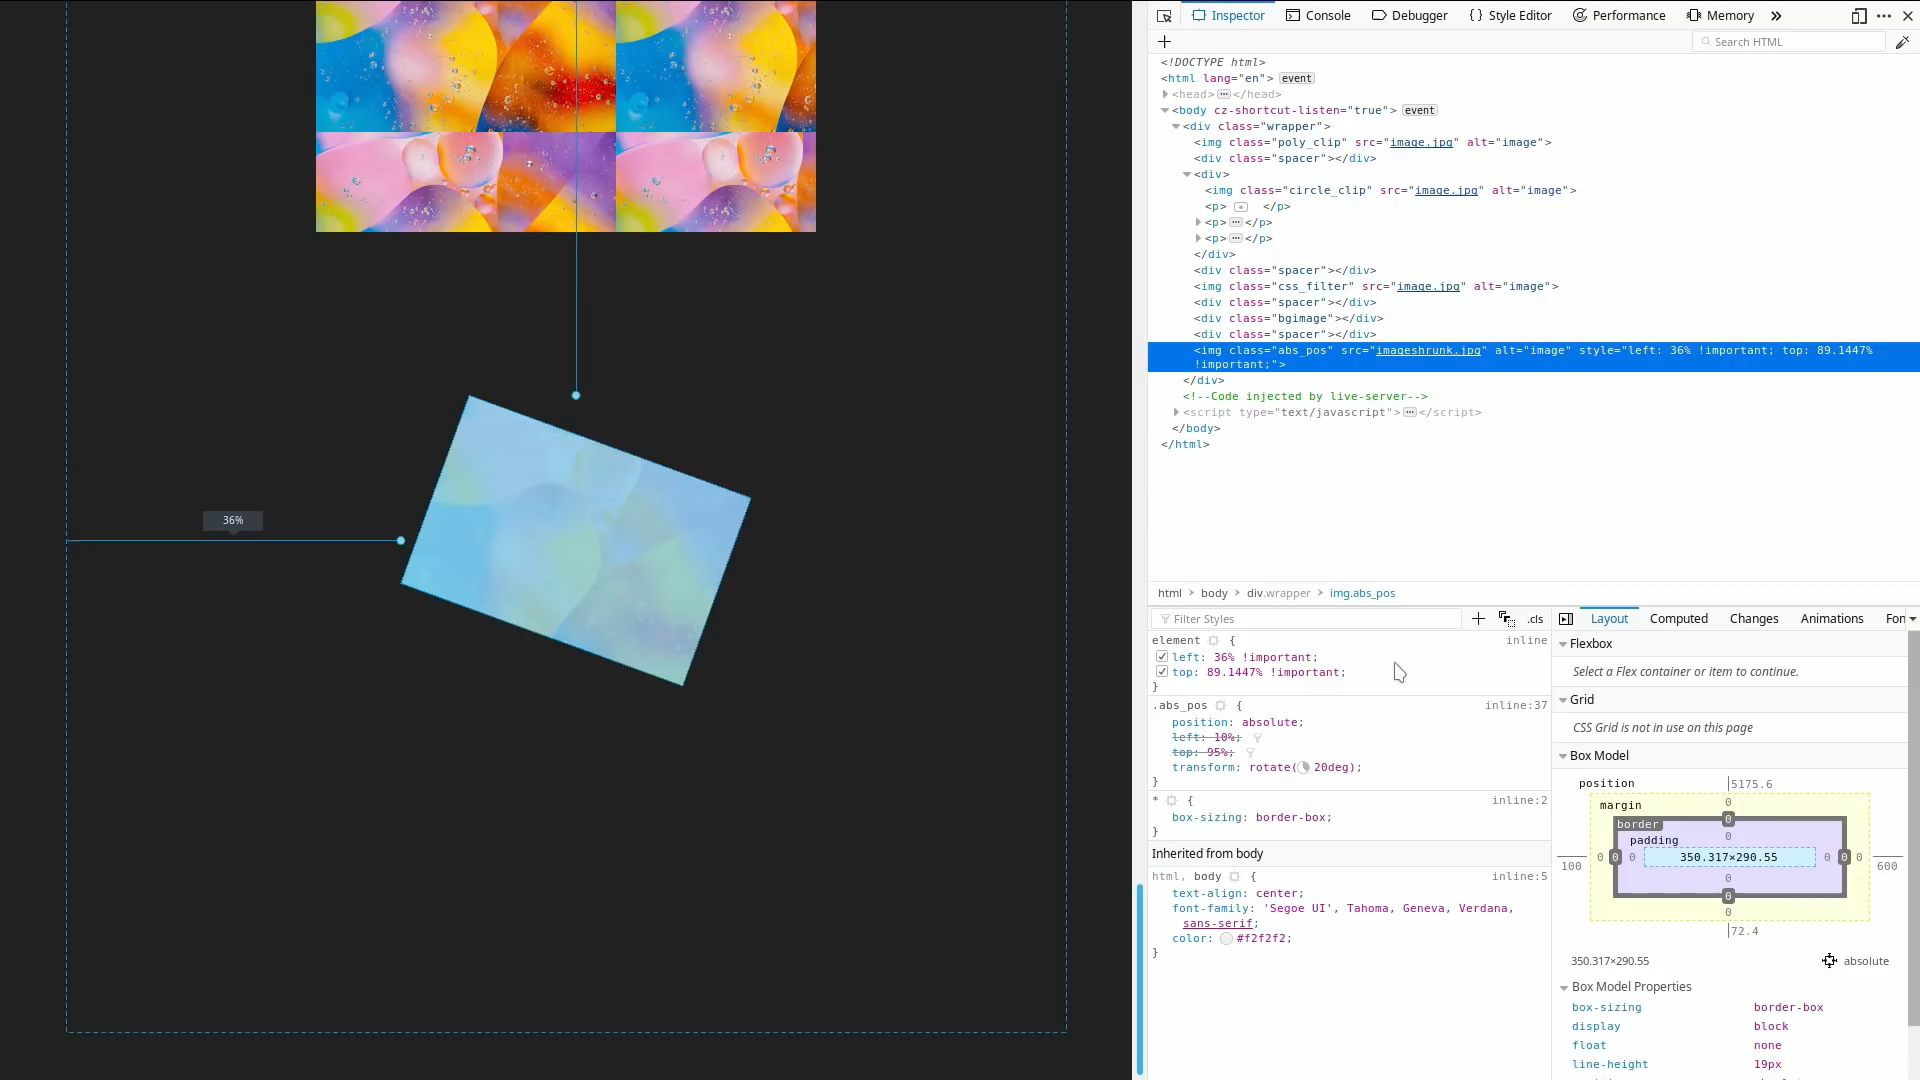 Inspector Console Debugger { } Style Editor Performance Memory
+ Search HTML
<!DOCTYPE html>
<html lang="en"> event
<head> ⋯ </head>
<body cz-shortcut-listen="true"> event
<div class="wrapper">
<img class="poly_clip" src="image.jpg" alt="image">
<div class="spacer"></div>
<div>
<img class="circle_clip" src="image.jpg" alt="image">
<p> </p>
<p> ⋯ </p>
<p> ⋯ </p>
</div>
<div class="spacer"></div>
<img class="css_filter" src="image.jpg" alt="image">
<div class="spacer"></div>
<div class="bgimage"></div>
<div class="spacer"></div>
<img class="abs_pos" src="imageshrunk.jpg" alt="image" style="left: 36% !important; top: 89.1447%
!important;">
</div>
<!--Code injected by live-server-->
<script type="text/javascript"> ⋯ </script>
</body>
</html>
36%
html > body > div.wrapper > img.abs_pos
Filter Styles + .cls
element { inline
left: 36% !important;
top: 89.1447% !important;
}
.abs_pos { inline:37
position: absolute;
left: 10%;
top: 95%;
transform: rotate( 20deg);
}
* { inline:2
box-sizing: border-box;
}
Inherited from body
html, body { inline:5
text-align: center;
font-family: 'Segoe UI', Tahoma, Geneva, Verdana,
sans-serif;
color: #f2f2f2;
}
Layout Computed Changes Animations Fon
Flexbox
Select a Flex container or item to continue.
Grid
CSS Grid is not in use on this page
Box Model
position 5175.6
margin 0
border 0
padding 0
100 0 0 0 350.317×290.55 0 0 0 600
0
0
0
72.4
350.317×290.55 absolute
Box Model Properties
box-sizing border-box
display block
float none
line-height 19px